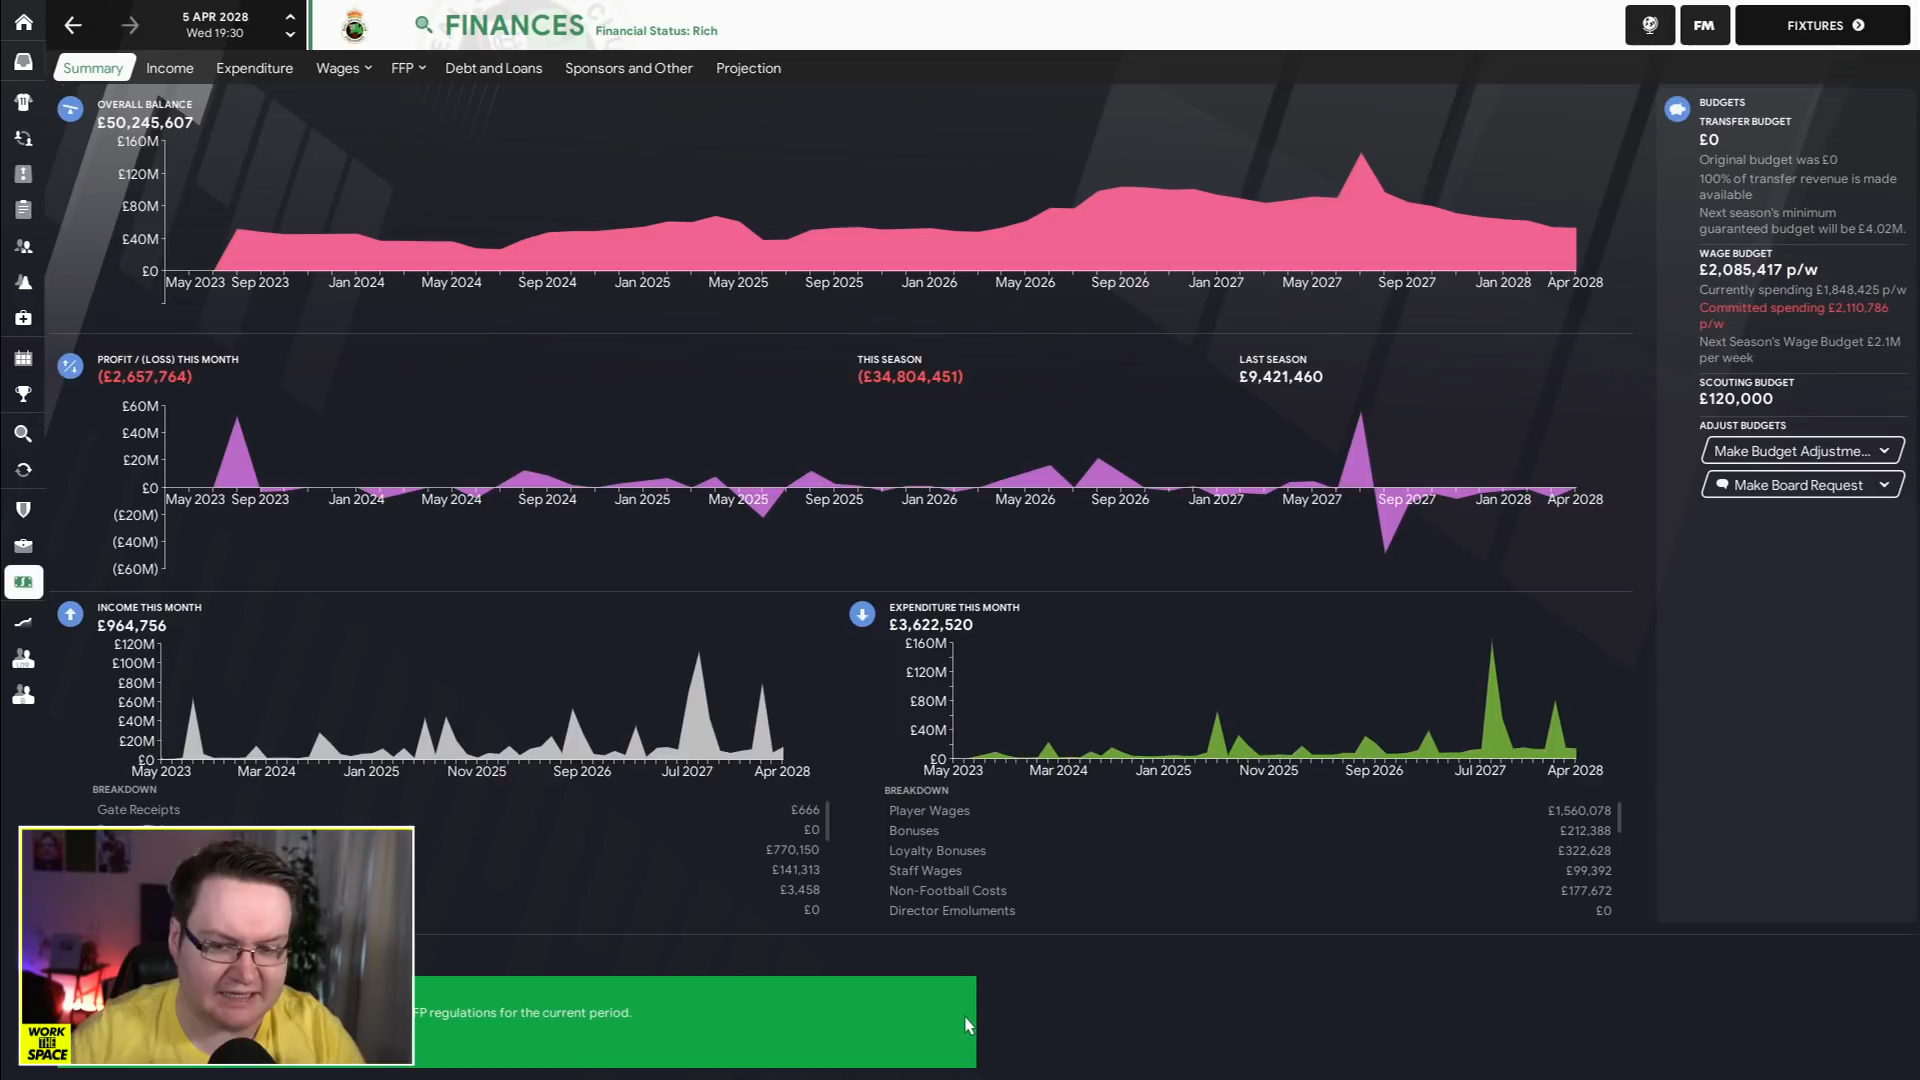 5 APR 2028
Wed 19:30
FINANCES
Financial Status: Rich
FM
FIXTURES
Summary
Income
Expenditure
Wages
FFP
Debt and Loans
Sponsors and Other
Projection
OVERALL BALANCE
£50,245,607
£160M
£120M
£80M
£40M
£0
May 2023 Sep 2023 Jan 2024 May 2024 Sep 2024 Jan 2025 May 2025 Sep 2025 Jan 2026 May 2026 Sep 2026 Jan 2027 May 2027 Sep 2027 Jan 2028 Apr 2028
PROFIT / (LOSS) THIS MONTH
(£2,657,764)
THIS SEASON
(£34,804,451)
LAST SEASON
£9,421,460
£60M
£40M
£20M
£0
May 2023 Sep 2023 Jan 2024 May 2024 Sep 2024 Jan 2025 May 2025 Sep 2025 Jan 2026 May 2026 Sep 2026 Jan 2027 May 2027 Sep 2027 Jan 2028 Apr 2028
(£20M)
(£40M)
(£60M)
INCOME THIS MONTH
£964,756
£120M
£100M
£80M
£60M
£40M
£20M
£0
May 2023 Mar 2024 Jan 2025 Nov 2025 Sep 2026 Jul 2027 Apr 2028
BREAKDOWN
Gate Receipts £666
£0
£770,150
£141,313
£3,458
£0
EXPENDITURE THIS MONTH
£3,622,520
£160M
£120M
£80M
£40M
£0
May 2023 Mar 2024 Jan 2025 Nov 2025 Sep 2026 Jul 2027 Apr 2028
BREAKDOWN
Player Wages £1,560,078
Bonuses £212,388
Loyalty Bonuses £322,628
Staff Wages £99,392
Non-Football Costs £177,672
Director Emoluments £0
FP regulations for the current period.
WORK
THE
SPACE
BUDGETS
TRANSFER BUDGET
£0
Original budget was £0
100% of transfer revenue is made
available
Next season's minimum
guaranteed budget will be £4.02M.
WAGE BUDGET
£2,085,417 p/w
Currently spending £1,848,425 p/w
Committed spending £2,110,786
p/w
Next Season's Wage Budget £2.1M
per week
SCOUTING BUDGET
£120,000
ADJUST BUDGETS
Make Budget Adjustme...
Make Board Request